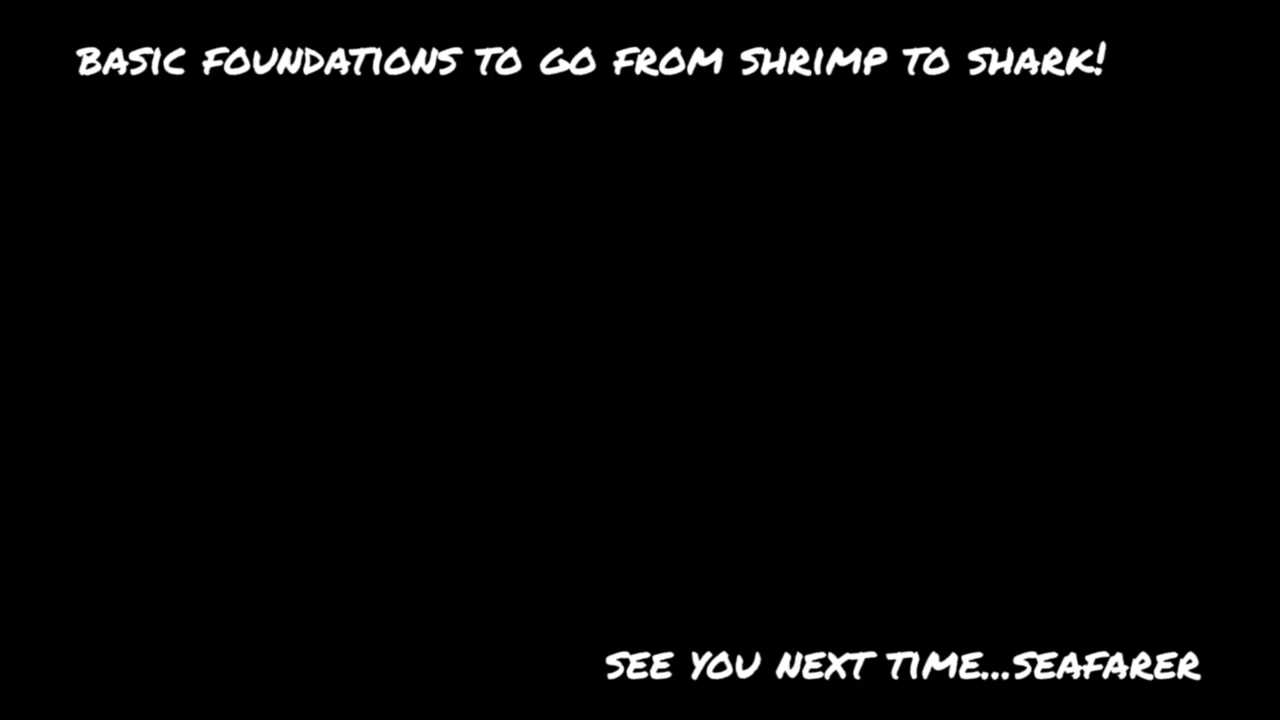 BASIC FOUNDATIONS TO GO FROM SHRIMP TO SHARK!
SEE YOU NEXT TIME...SEAFARER